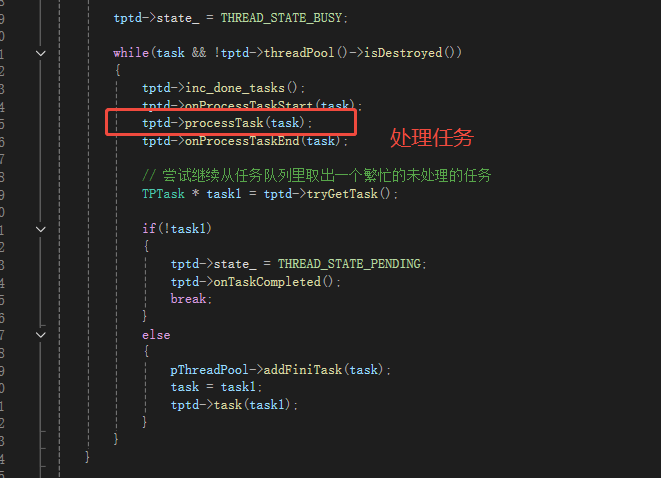 tptd->state_ = THREAD_STATE_BUSY;
while(task && !tptd->threadPool()->isDestroyed())
{
tptd->inc_done_tasks();
tptd->onProcessTaskStart(task);
tptd->processTask(task);
处理任务
tptd->onProcessTaskEnd(task);
// 尝试继续从任务队列里取出一个繁忙的未处理的任务
TPTask * task1 = tptd->tryGetTask();
if(!task1)
{
tptd->state_ = THREAD_STATE_PENDING;
tptd->onTaskCompleted();
break;
}
else
{
pThreadPool->addFiniTask(task);
task = task1;
tptd->task(task1);
}
}
}